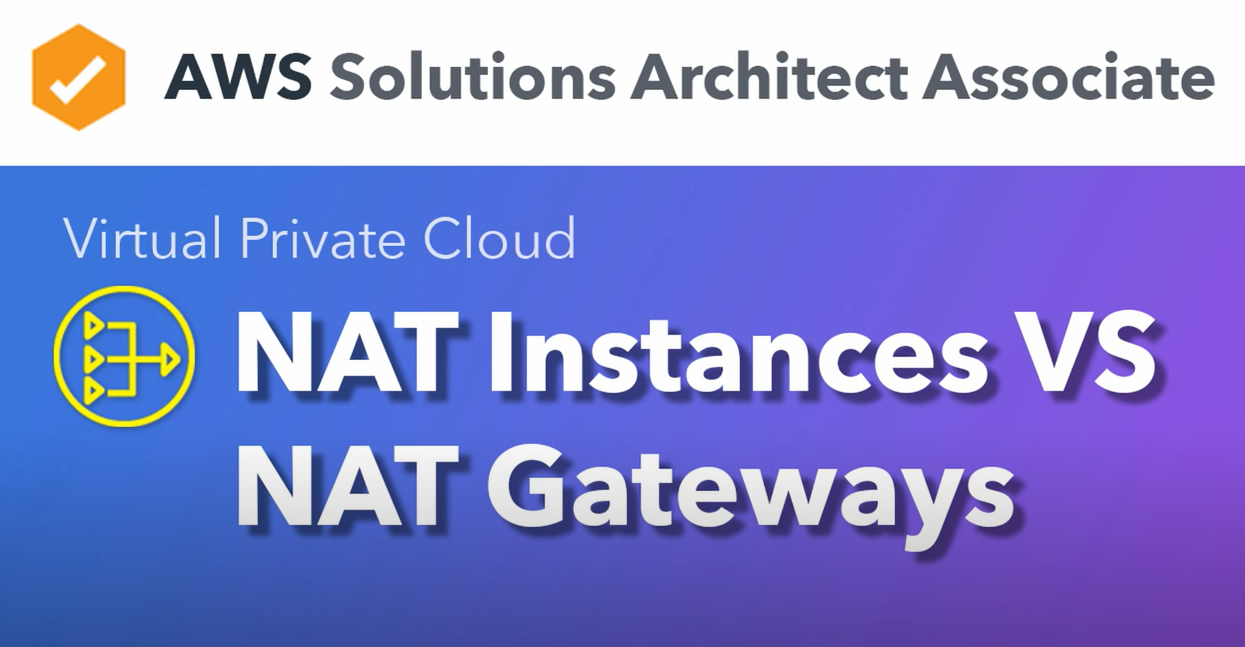 AWS Solutions Architect Associate
Virtual Private Cloud
NAT Instances VS
NAT Gateways